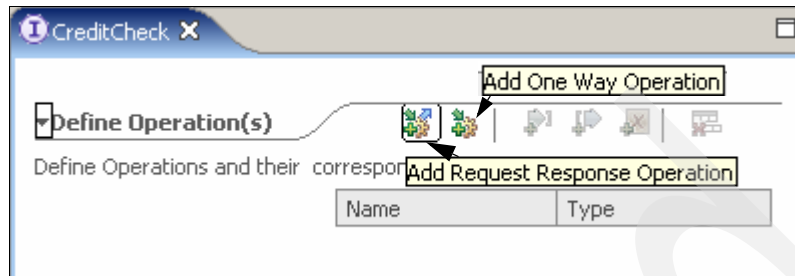 CreditCheck
Add One Way Operation
Define Operation(s)
Define Operations and their correspon
Add Request Response Operation
Name Type